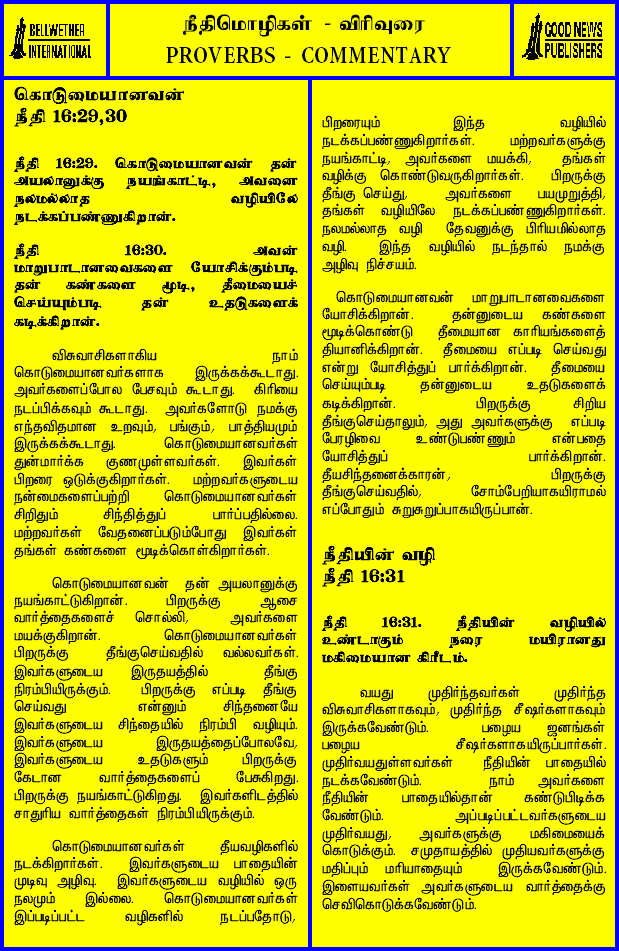 BELLWETHER
INTERNATIONAL
நீதிமொழிகள் - விரிவுரை
PROVERBS - COMMENTARY
GOOD NEWS
PUBLISHERS
கொடுமையானவன்
நீதி 16:29,30
நீதி 16:29. கொடுமையானவன் தன்
அயலானுக்கு நயங்காட்டி, அவனை
நலமல்லாத வழியிலே
நடக்கப்பண்ணுகிறான்.
நீதி 16:30. அவன்
மாறுபாடானவைகளை யோசிக்கும்படி
தன் கண்களை மூடி, தீமையைச்
செய்யும்படி தன் உதடுகளைக்
கடிக்கிறான்.
விசுவாசிகளாகிய நாம்
கொடுமையானவர்களாக இருக்கக்கூடாது.
அவர்களைப்போல பேசவும் கூடாது. கிரியை
நடப்பிக்கவும் கூடாது. அவர்களோடு நமக்கு
எந்தவிதமான உறவும், பங்கும், பாத்தியமும்
இருக்கக்கூடாது. கொடுமையானவர்கள்
துன்மார்க்க குணமுள்ளவர்கள். இவர்கள்
பிறரை ஒடுக்குகிறார்கள். மற்றவர்களுடைய
நன்மைகளைப்பற்றி கொடுமையானவர்கள்
சிறிதும் சிந்தித்துப் பார்ப்பதில்லை.
மற்றவர்கள் வேதனைப்படும்போது இவர்கள்
தங்கள் கண்களை மூடிக்கொள்கிறார்கள்.
கொடுமையானவன் தன் அயலானுக்கு
நயங்காட்டுகிறான். பிறருக்கு ஆசை
வார்த்தைகளைச் சொல்லி, அவர்களை
மயக்குகிறான். கொடுமையானவர்கள்
பிறருக்கு தீங்குசெய்வதில் வல்லவர்கள்.
இவர்களுடைய இருதயத்தில் தீங்கு
நிரம்பியிருக்கும். பிறருக்கு எப்படி தீங்கு
செய்வது என்னும் சிந்தனையே
இவர்களுடைய சிந்தையில் நிரம்பி வழியும்.
இவர்களுடைய இருதயத்தைப்போலவே,
இவர்களுடைய உதடுகளும் பிறருக்கு
கேடான வார்த்தைகளைப் பேசுகிறது.
பிறருக்கு நயங்காட்டுகிறது. இவர்களிடத்தில்
சாதுரிய வார்த்தைகள் நிரம்பியிருக்கும்.
கொடுமையானவர்கள் தீயவழிகளில்
நடக்கிறார்கள். இவர்களுடைய பாதையின்
முடிவு அழிவு. இவர்களுடைய வழியில் ஒரு
நலமும் இல்லை. கொடுமையானவர்கள்
இப்படிப்பட்ட வழிகளில் நடப்பதோடு,
பிறரையும் இந்த வழியில்
நடக்கப்பண்ணுகிறார்கள். மற்றவர்களுக்கு
நயங்காட்டி, அவர்களை மயக்கி, தங்கள்
வழிக்கு கொண்டுவருகிறார்கள். பிறருக்கு
தீங்கு செய்து, அவர்களை பயமுறுத்தி,
தங்கள் வழியிலே நடக்கப்பண்ணுகிறார்கள்.
நலமல்லாத வழி தேவனுக்கு பிரியமில்லாத
வழி. இந்த வழியில் நடந்தால் நமக்கு
அழிவு நிச்சயம்.
கொடுமையானவன் மாறுபாடானவைகளை
யோசிக்கிறான். தன்னுடைய கண்களை
மூடிக்கொண்டு தீமையான காரியங்களைத்
தியானிக்கிறான். தீமையை எப்படி செய்வது
என்று யோசித்துப் பார்க்கிறான். தீமையை
செய்யும்படி தன்னுடைய உதடுகளைக்
கடிக்கிறான். பிறருக்கு சிறிய
தீங்குசெய்தாலும், அது அவர்களுக்கு எப்படி
பேரழிவை உண்டுபண்ணும் என்பதை
யோசித்துப் பார்க்கிறான்.
தீயசிந்தனைக்காரன், பிறருக்கு
தீங்குசெய்வதில், சோம்பேறியாகயிராமல்
எப்போதும் சுறுசுறுப்பாகயிருப்பான்.
நீதியின் வழி
நீதி 16:31
நீதி 16:31. நீதியின் வழியில்
உண்டாகும் நரை மயிரானது
மகிமையான கிரீடம்.
வயது முதிர்ந்தவர்கள் முதிர்ந்த
விசுவாசிகளாகவும், முதிர்ந்த சீஷர்களாகவும்
இருக்கவேண்டும். பழைய ஜனங்கள்
பழைய சீஷர்களாகயிருப்பார்கள்.
முதிர்வயதுள்ளவர்கள் நீதியின் பாதையில்
நடக்கவேண்டும். நாம் அவர்களை
நீதியின் பாதையில்தான் கண்டுபிடிக்க
வேண்டும். அப்படிப்பட்டவர்களுடைய
முதிர்வயது, அவர்களுக்கு மகிமையைக்
கொடுக்கும். சமுதாயத்தில் முதியவர்களுக்கு
மதிப்பும் மரியாதையும் இருக்கவேண்டும்.
இளையவர்கள் அவர்களுடைய வார்த்தைக்கு
செவிகொடுக்கவேண்டும்.